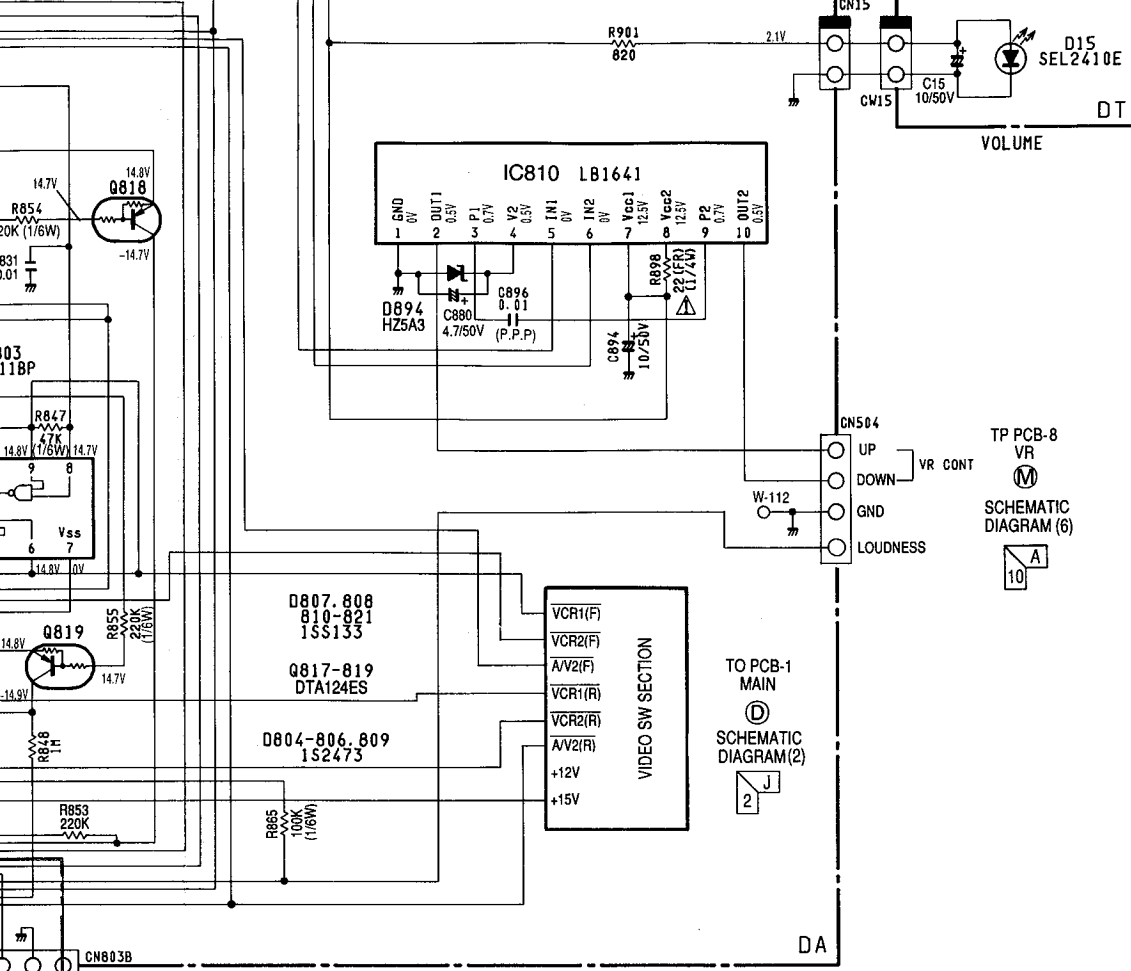 CN15
R901
820
2.1V
D15
SEL2410E
C15
10/50V
CW15
DT
VOLUME
IC810 LB1641
GND
0V
OUT1
0.5V
P1
0.7V
V2
0.5V
IN1
0V
IN2
0V
Vcc1
12.5V
Vcc2
12.5V
P2
0.7V
OUT2
0.5V
1 2 3 4 5 6 7 8 9 10
14.8V
14.7V
Q818
R854
20K (1/6W)
-14.7V
831
0.01
D894
HZ5A3
C880
4.7/50V
C896
0.01
(P.P.P)
R898
22(FR)
(1/4W)
C894
10/50V
803
11BP
R847
47K
(1/6W)
14.8V
14.7V
9 8
Vss
6 7
14.8V
0V
CN504
UP
DOWN
VR CONT
W-112
GND
LOUDNESS
TP PCB-8
VR
M
SCHEMATIC
DIAGRAM (6)
A
10
D807.808
810-821
1SS133
Q817-819
DTA124ES
D804-806.809
1S2473
R855
220K
(1/6W)
Q819
14.8V
14.7V
-14.9V
R848
1M
R853
220K
R865
100K
(1/6W)
VCR1(F)
VCR2(F)
A/V2(F)
VCR1(R)
VCR2(R)
A/V2(R)
+12V
+15V
VIDEO SW SECTION
TO PCB-1
MAIN
D
SCHEMATIC
DIAGRAM(2)
J
2
DA
CN803B